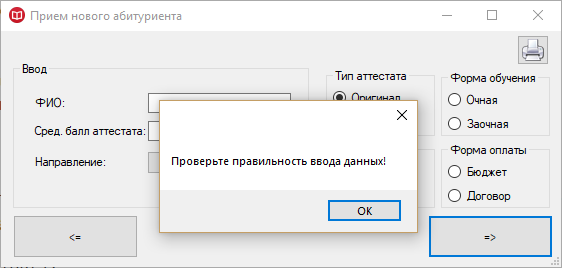 Прием нового абитуриента
Ввод
ФИО:
Сред. балл аттестата:
Направление:
Тип аттестата
Оригинал
Форма обучения
Очная
Заочная
Форма оплаты
Бюджет
Договор
Проверьте правильность ввода данных!
OK
<=
=>